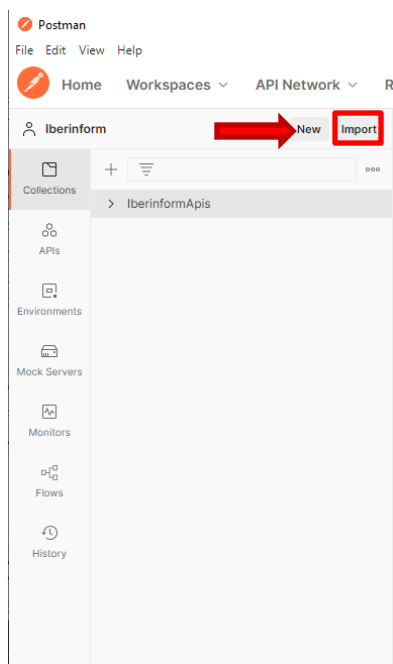 Postman
File Edit View Help
Home Workspaces API Network R
Iberinform New Import
Collections
IberinformApis
APIs
Environments
Mock Servers
Monitors
Flows
History